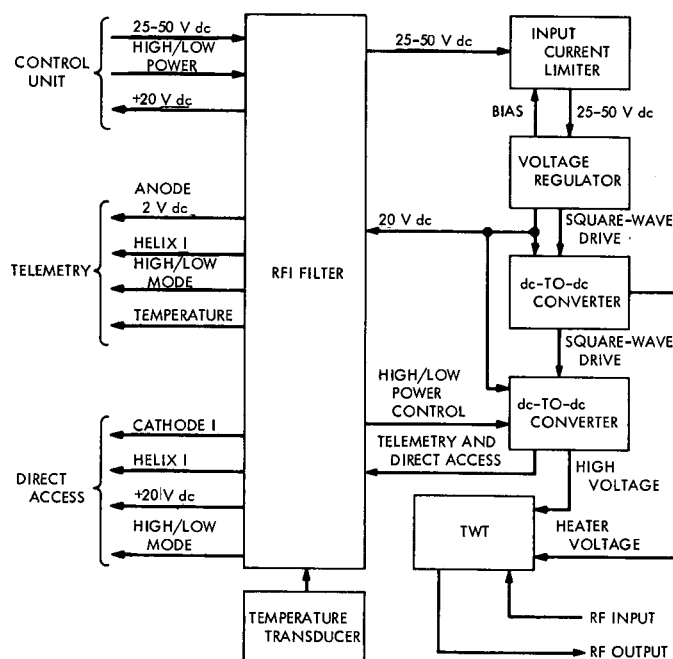 25-50 V dc
HIGH/LOW
POWER
CONTROL
UNIT
+20 V dc
ANODE
2 V dc
HELIX I
TELEMETRY
HIGH/LOW
MODE
TEMPERATURE
CATHODE I
HELIX I
DIRECT
ACCESS
+20 V dc
HIGH/LOW
MODE
RFI FILTER
TEMPERATURE
TRANSDUCER
25-50 V dc
INPUT
CURRENT
LIMITER
BIAS
25-50 V dc
VOLTAGE
REGULATOR
20 V dc
SQUARE-WAVE
DRIVE
dc-TO-dc
CONVERTER
SQUARE-WAVE
DRIVE
HIGH/LOW
POWER
CONTROL
dc-TO-dc
CONVERTER
TELEMETRY AND
DIRECT ACCESS
HIGH
VOLTAGE
TWT
HEATER
VOLTAGE
RF INPUT
RF OUTPUT